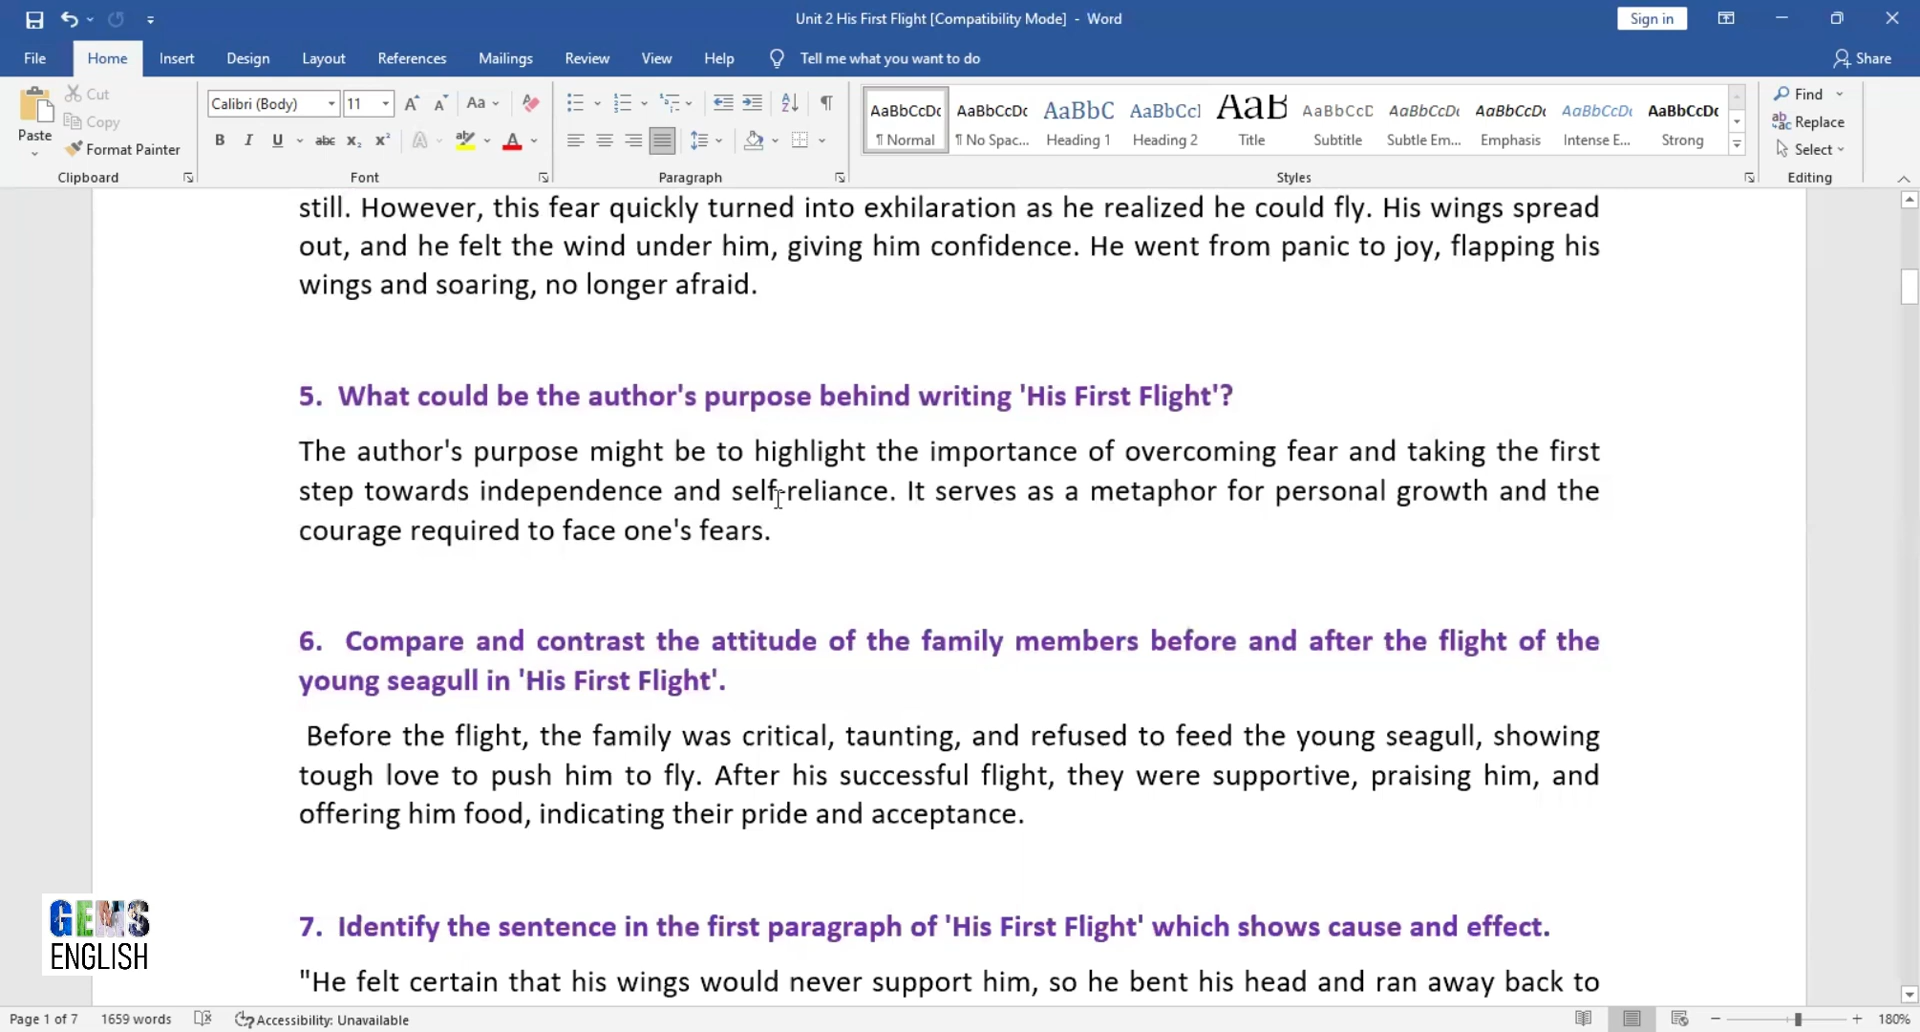 Unit 2 His First Flight [Compatibility Mode] - Word
Sign in
File Home Insert Design Layout References Mailings Review View Help Tell me what you want to do Share
Paste
Cut
Copy
Format Painter
Clipboard
Calibri (Body) 11
Font
Paragraph
AaBbCcDc AaBbCcDc AaBbC AaBbCcI AaB AaBbCcD AaBbCcDt AaBbCcDt AaBbCcDt AaBbCcDc
¶ Normal ¶ No Spac... Heading 1 Heading 2 Title Subtitle Subtle Em... Emphasis Intense E... Strong
Styles
Find
Replace
Select
Editing
still. However, this fear quickly turned into exhilaration as he realized he could fly. His wings spread
out, and he felt the wind under him, giving him confidence. He went from panic to joy, flapping his
wings and soaring, no longer afraid.
5. What could be the author's purpose behind writing 'His First Flight'?
The author's purpose might be to highlight the importance of overcoming fear and taking the first
step towards independence and self-reliance. It serves as a metaphor for personal growth and the
courage required to face one's fears.
6. Compare and contrast the attitude of the family members before and after the flight of the
young seagull in 'His First Flight'.
Before the flight, the family was critical, taunting, and refused to feed the young seagull, showing
tough love to push him to fly. After his successful flight, they were supportive, praising him, and
offering him food, indicating their pride and acceptance.
7. Identify the sentence in the first paragraph of 'His First Flight' which shows cause and effect.
"He felt certain that his wings would never support him, so he bent his head and ran away back to
GEMS
ENGLISH
Page 1 of 7 1659 words Accessibility: Unavailable 180%